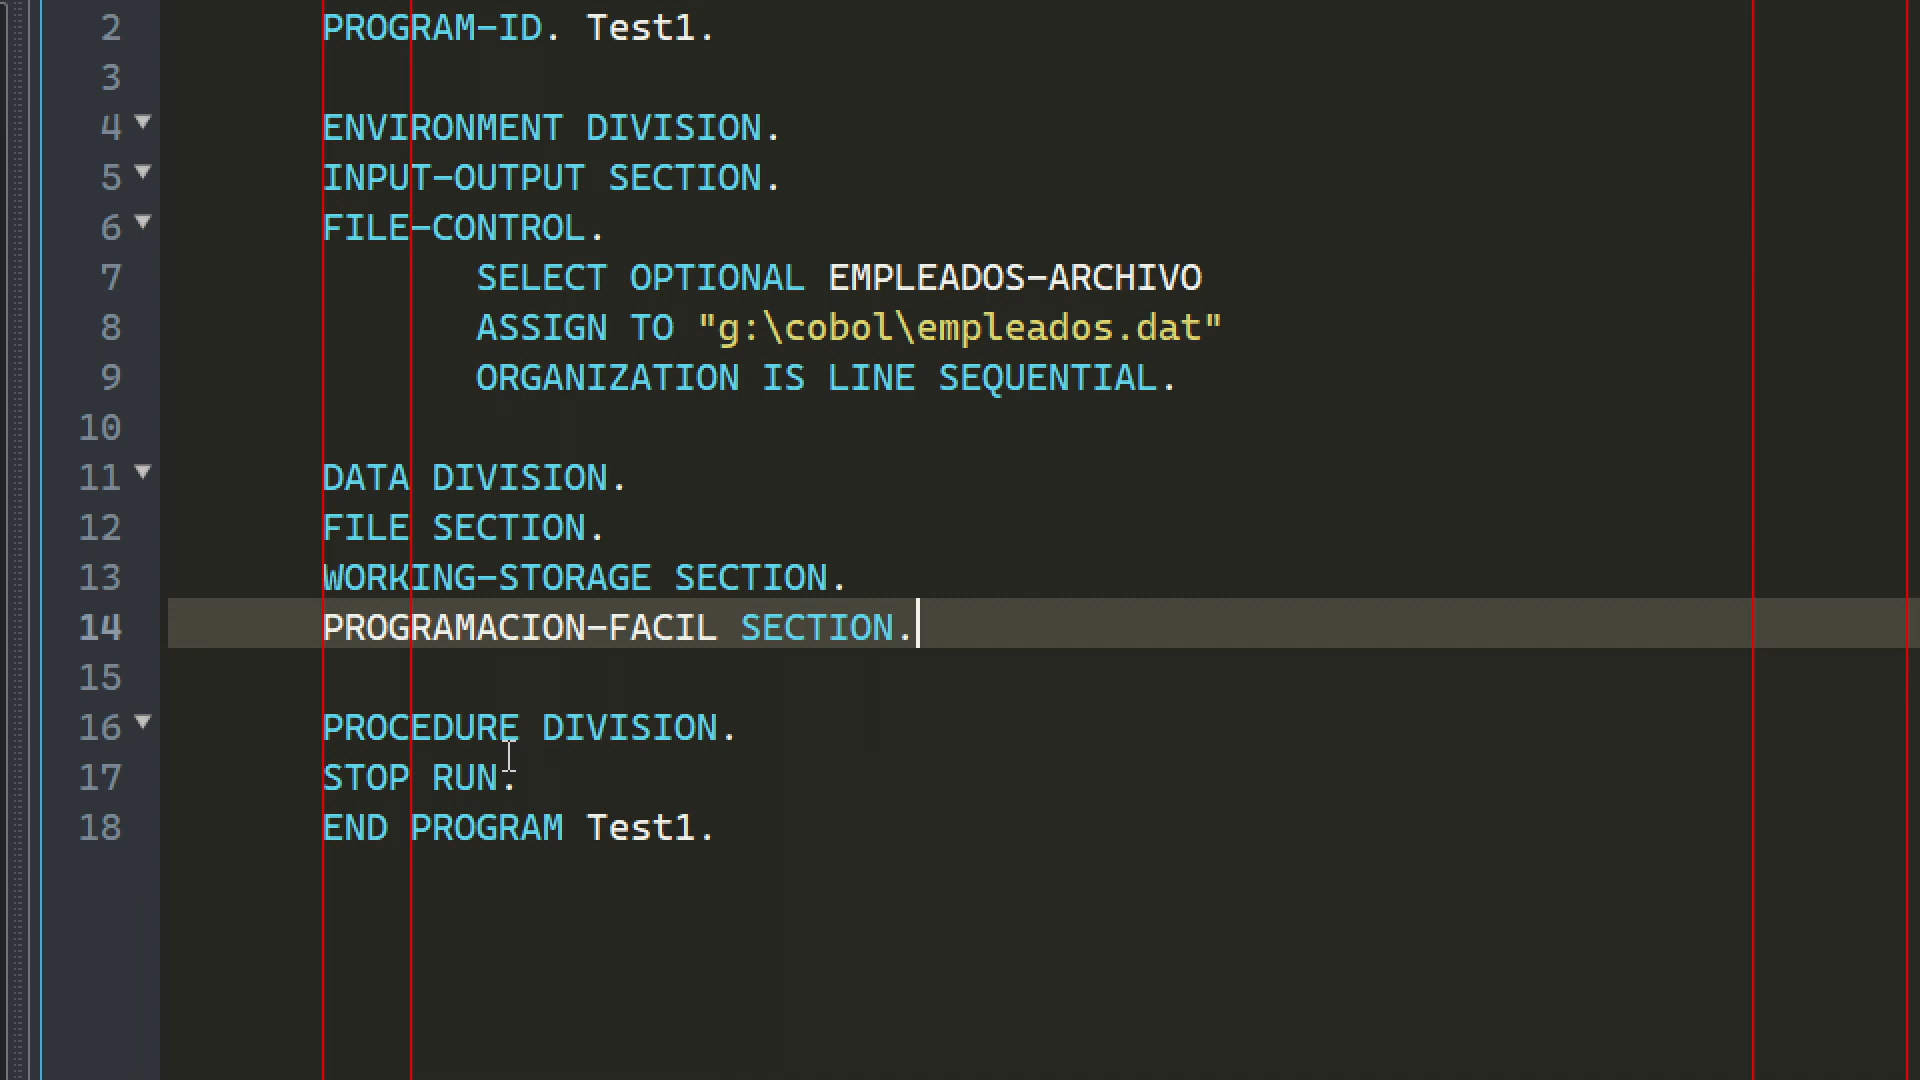 2 PROGRAM-ID. Test1.
3
4 ENVIRONMENT DIVISION.
5 INPUT-OUTPUT SECTION.
6 FILE-CONTROL.
7 SELECT OPTIONAL EMPLEADOS-ARCHIVO
8 ASSIGN TO "g:\cobol\empleados.dat"
9 ORGANIZATION IS LINE SEQUENTIAL.
10
11 DATA DIVISION.
12 FILE SECTION.
13 WORKING-STORAGE SECTION.
14 PROGRAMACION-FACIL SECTION.
15
16 PROCEDURE DIVISION.
17 STOP RUN.
18 END PROGRAM Test1.